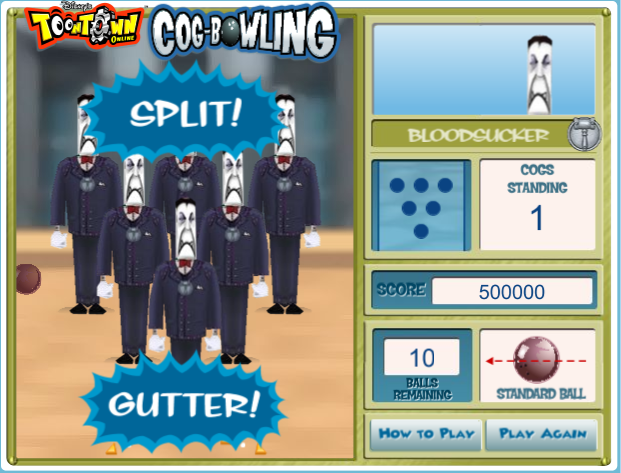 Disney's
TOONTOWN
ONLINE
COG-BOWLING
SPLIT!
GUTTER!
BLOODSUCKER
COGS
STANDING
1
SCORE 500000
10
BALLS
REMAINING
STANDARD BALL
HOW TO PLAY PLAY AGAIN